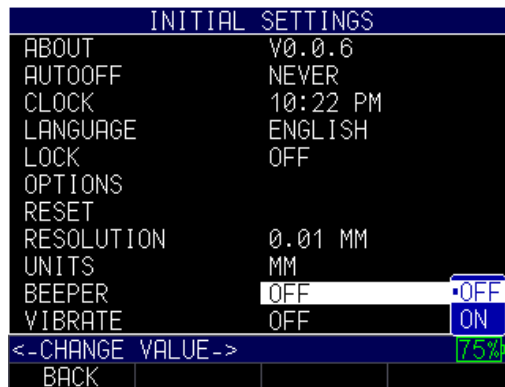 INITIAL SETTINGS
ABOUT V0.0.6
AUTOOFF NEVER
CLOCK 10:22 PM
LANGUAGE ENGLISH
LOCK OFF
OPTIONS
RESET
RESOLUTION 0.01 MM
UNITS MM
BEEPER OFF OFF
VIBRATE OFF ON
<-CHANGE VALUE-> 75%
BACK